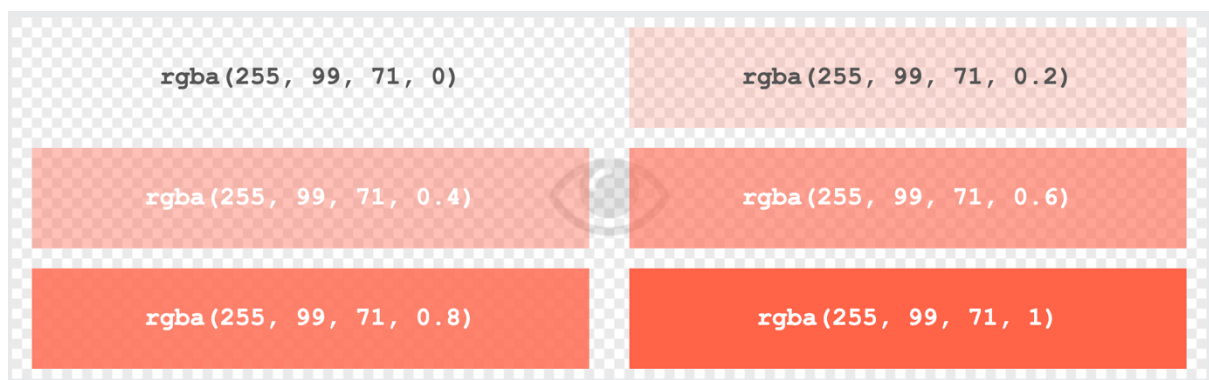 rgba(255, 99, 71, 0)
rgba(255, 99, 71, 0.2)
rgba(255, 99, 71, 0.4)
rgba(255, 99, 71, 0.6)
rgba(255, 99, 71, 0.8)
rgba(255, 99, 71, 1)